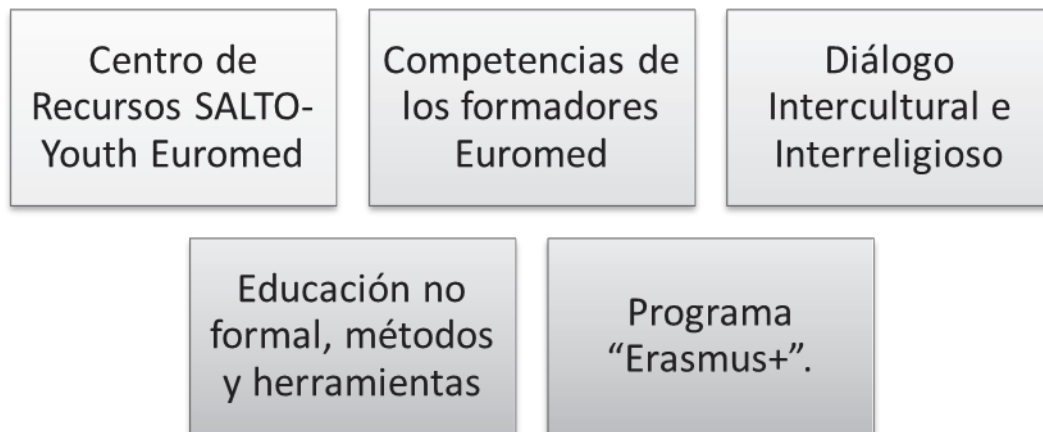 Centro de
Recursos SALTO-
Youth Euromed
Competencias de
los formadores
Euromed
Diálogo
Intercultural e
Interreligioso
Educación no
formal, métodos
y herramientas
Programa
“Erasmus+”.